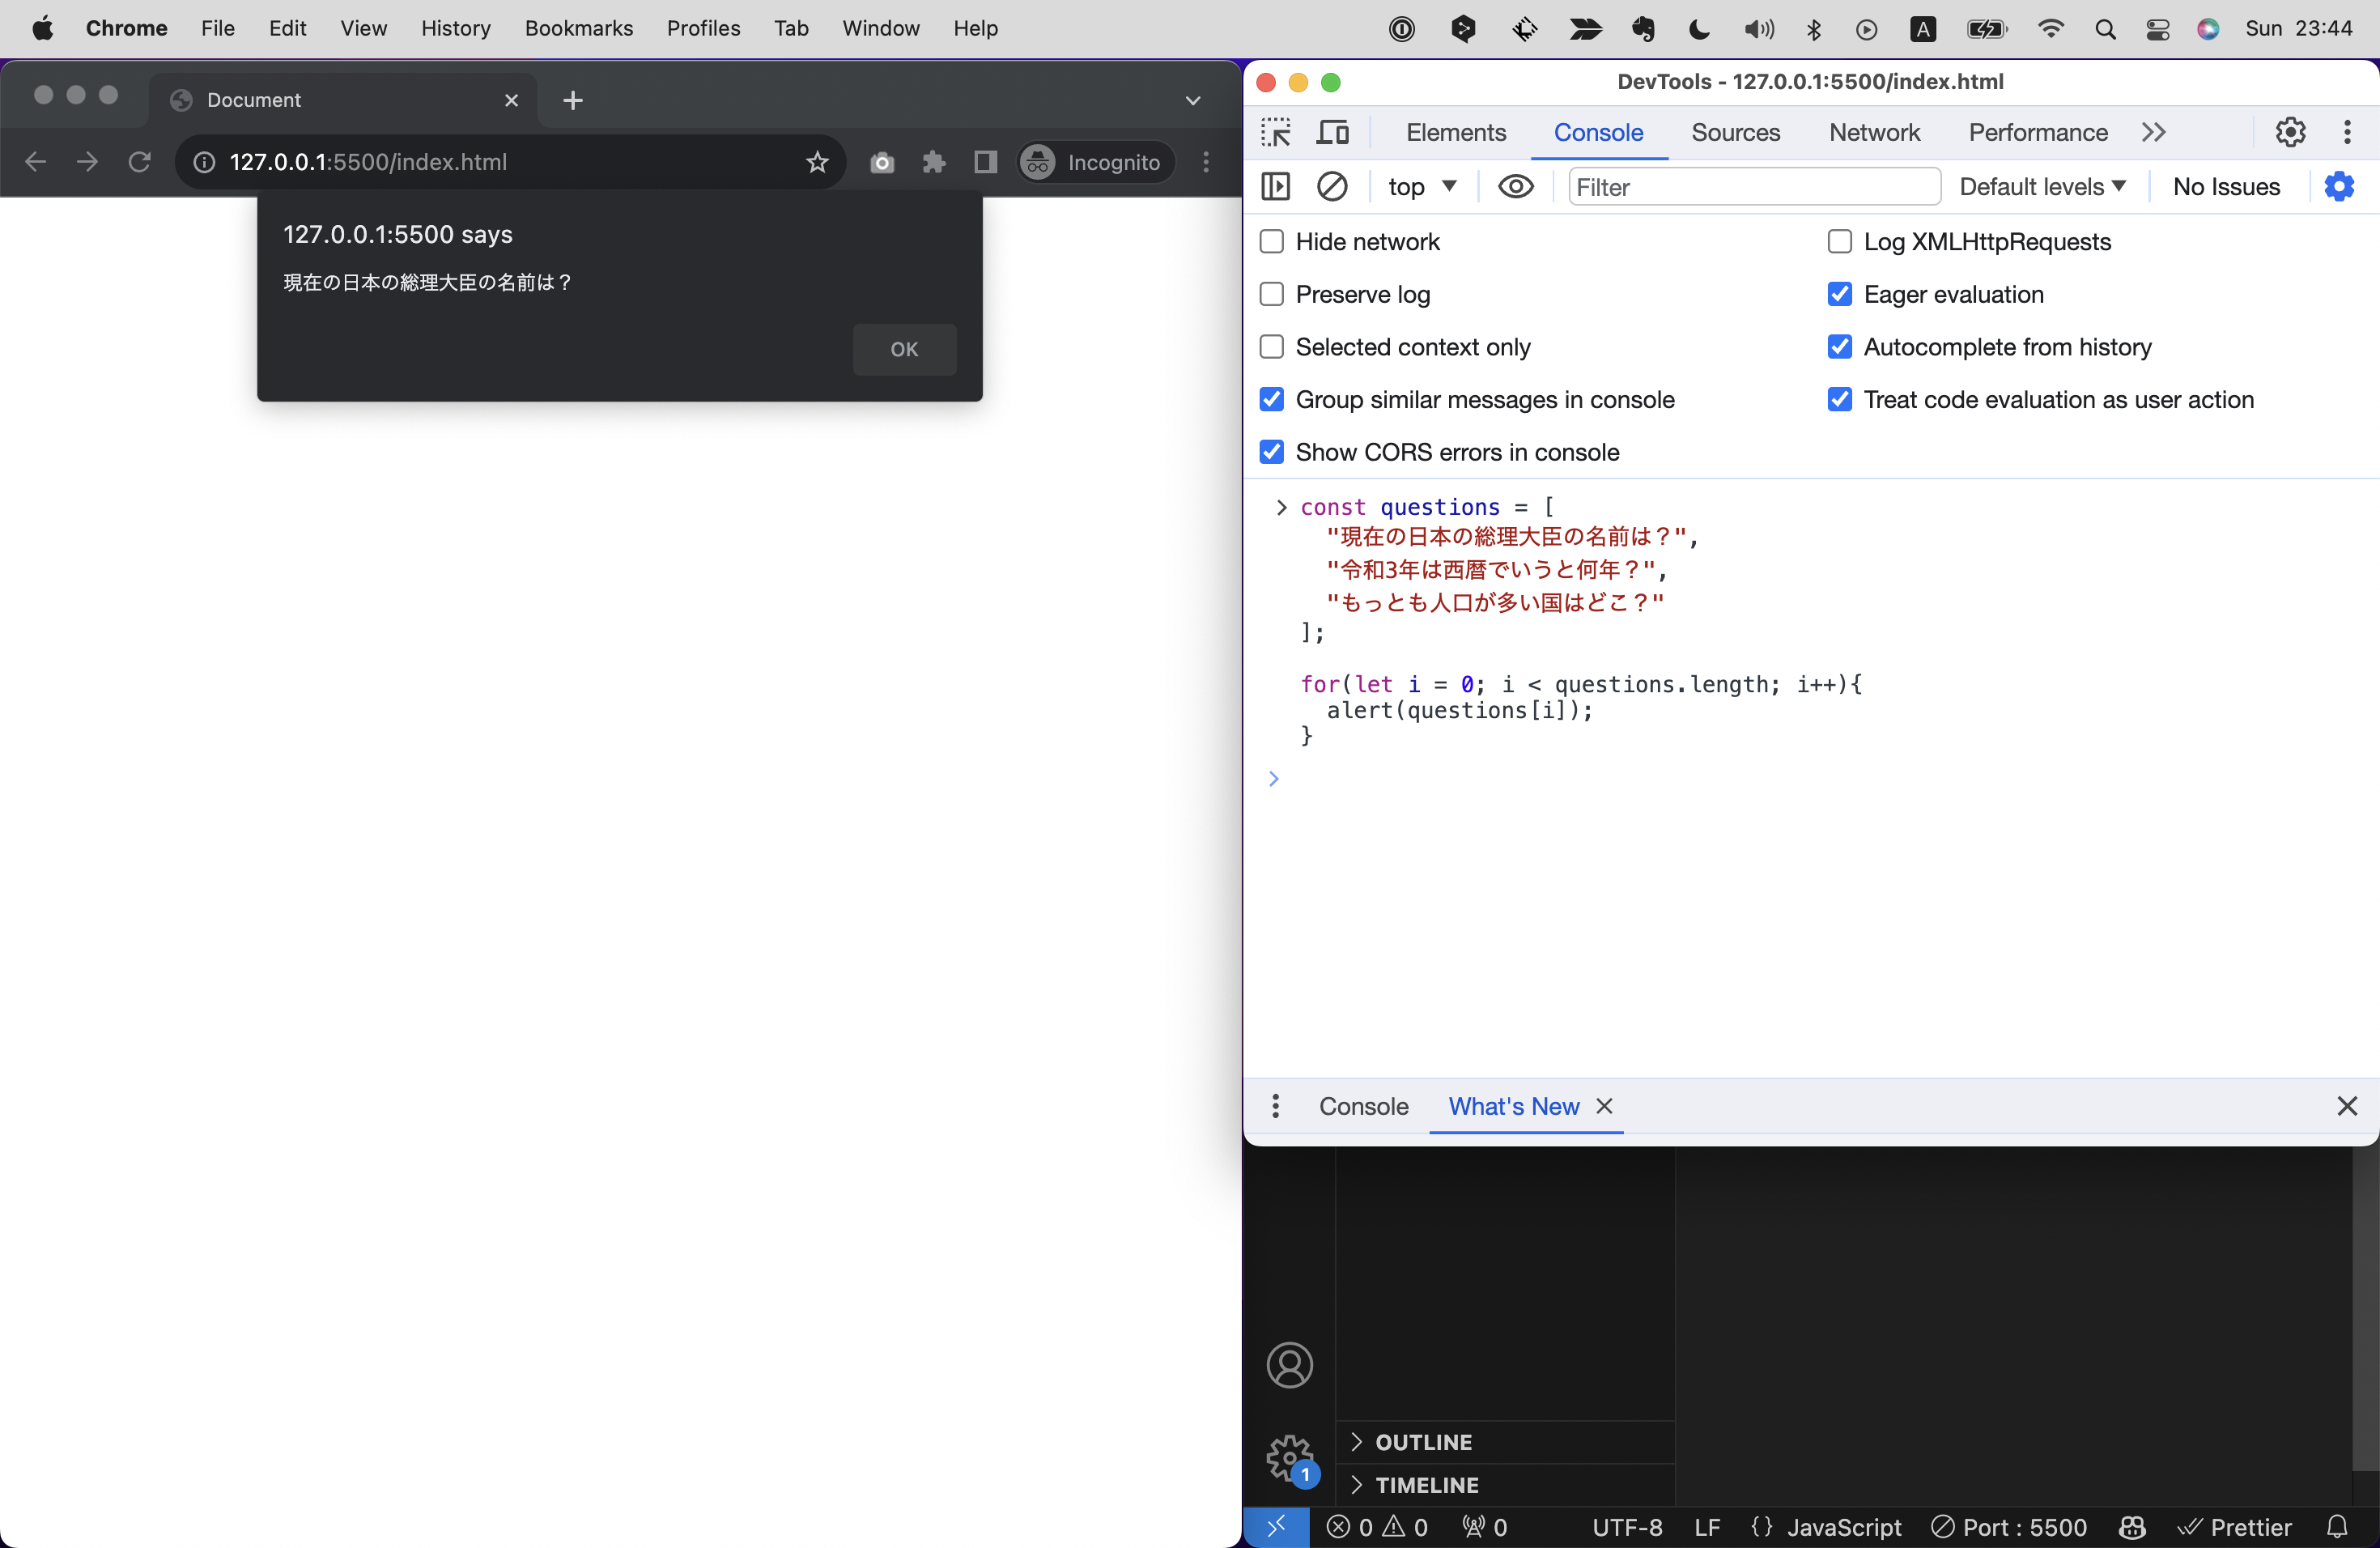 Chrome File Edit View History Bookmarks Profiles Tab Window Help Sun 23:44
Document
127.0.0.1:5500/index.html
Incognito
127.0.0.1:5500 says
現在の日本の総理大臣の名前は？
OK
DevTools - 127.0.0.1:5500/index.html
Elements Console Sources Network Performance
top Filter Default levels No Issues
Hide network Log XMLHttpRequests
Preserve log Eager evaluation
Selected context only Autocomplete from history
Group similar messages in console Treat code evaluation as user action
Show CORS errors in console
const questions = [
"現在の日本の総理大臣の名前は？",
"令和3年は西暦でいうと何年？",
"もっとも人口が多い国はどこ？"
];
for(let i = 0; i < questions.length; i++){
alert(questions[i]);
}
Console What's New
1
OUTLINE
TIMELINE
0 0 0 UTF-8 LF {} JavaScript Port : 5500 Prettier